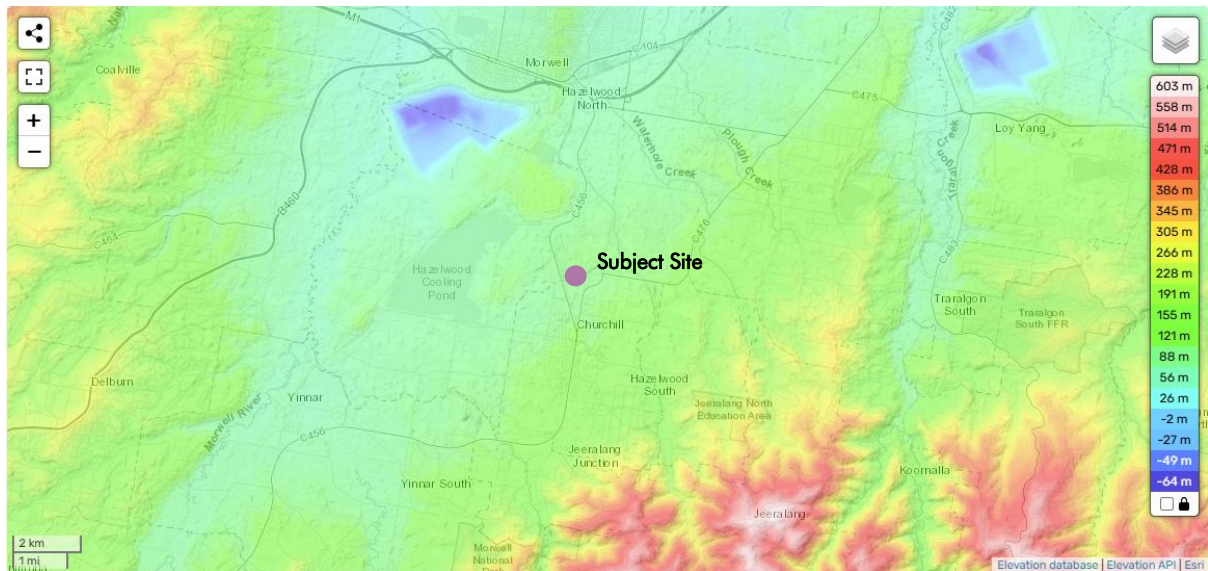 M1
C482
Coalville
C-104
Morwell
Hazelwood
North
C475
Loy Yang
Waterhole Creek
Plough Creek
Traralgon Creek
B460
C456
C464
C476
C483
Subject Site
Hazelwood
Cooling
Pond
Traralgon
South
Traralgon
South FFR
Churchill
Delburn
Yinnar
Hazelwood
South
Morwell River
Jeeralang North
Education Area
C456
Jeeralang
Junction
Koornalla
Yinnar South
Jeeralang
Morwell
National
+
−
603 m
558 m
514 m
471 m
428 m
386 m
345 m
305 m
266 m
228 m
191 m
155 m
121 m
88 m
56 m
26 m
-2 m
-27 m
-49 m
-64 m
2 km
1 mi
Elevation database | Elevation API | Esri